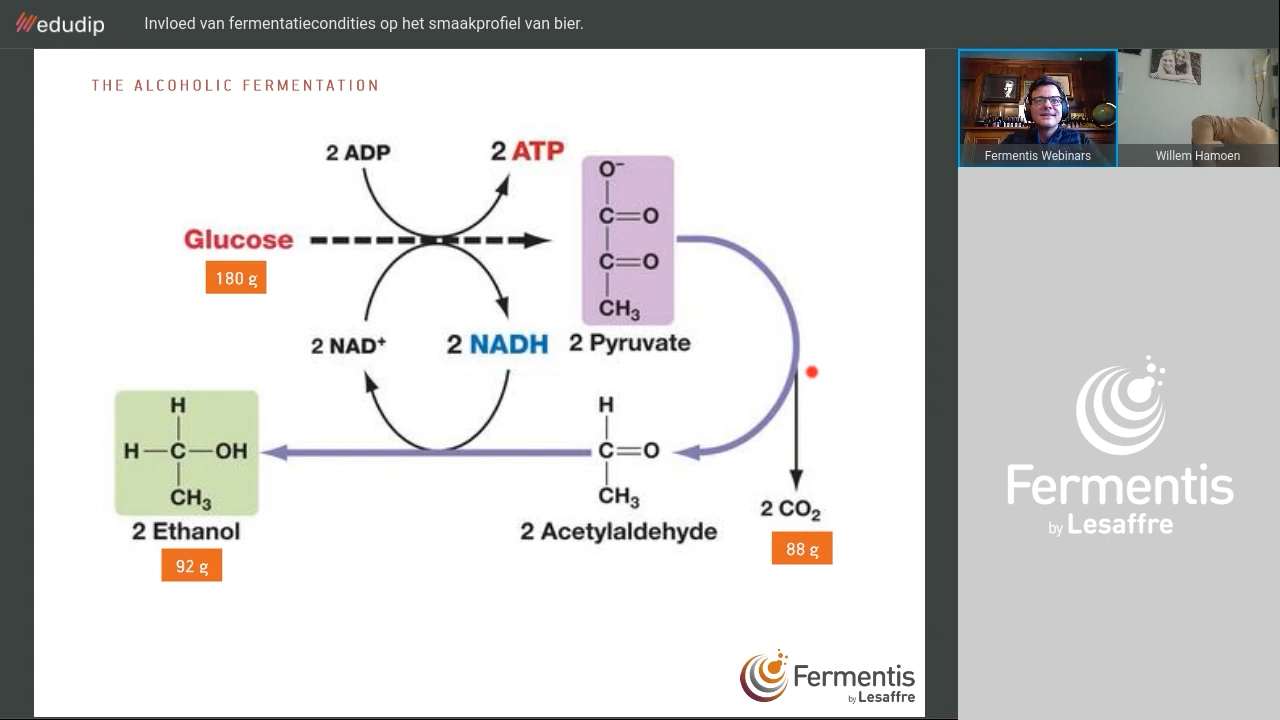 edudip
Invloed van fermentatiecondities op het smaakprofiel van bier.
THE ALCOHOLIC FERMENTATION
2 ADP
2 ATP
O⁻
C=O
C=O
CH₃
Glucose
180 g
2 NAD⁺
2 NADH
2 Pyruvate
H
H—C—OH
CH₃
2 Ethanol
92 g
H
C=O
CH₃
2 Acetylaldehyde
2 CO₂
88 g
Fermentis
by Lesaffre
Fermentis Webinars
Willem Hamoen
Fermentis
by Lesaffre